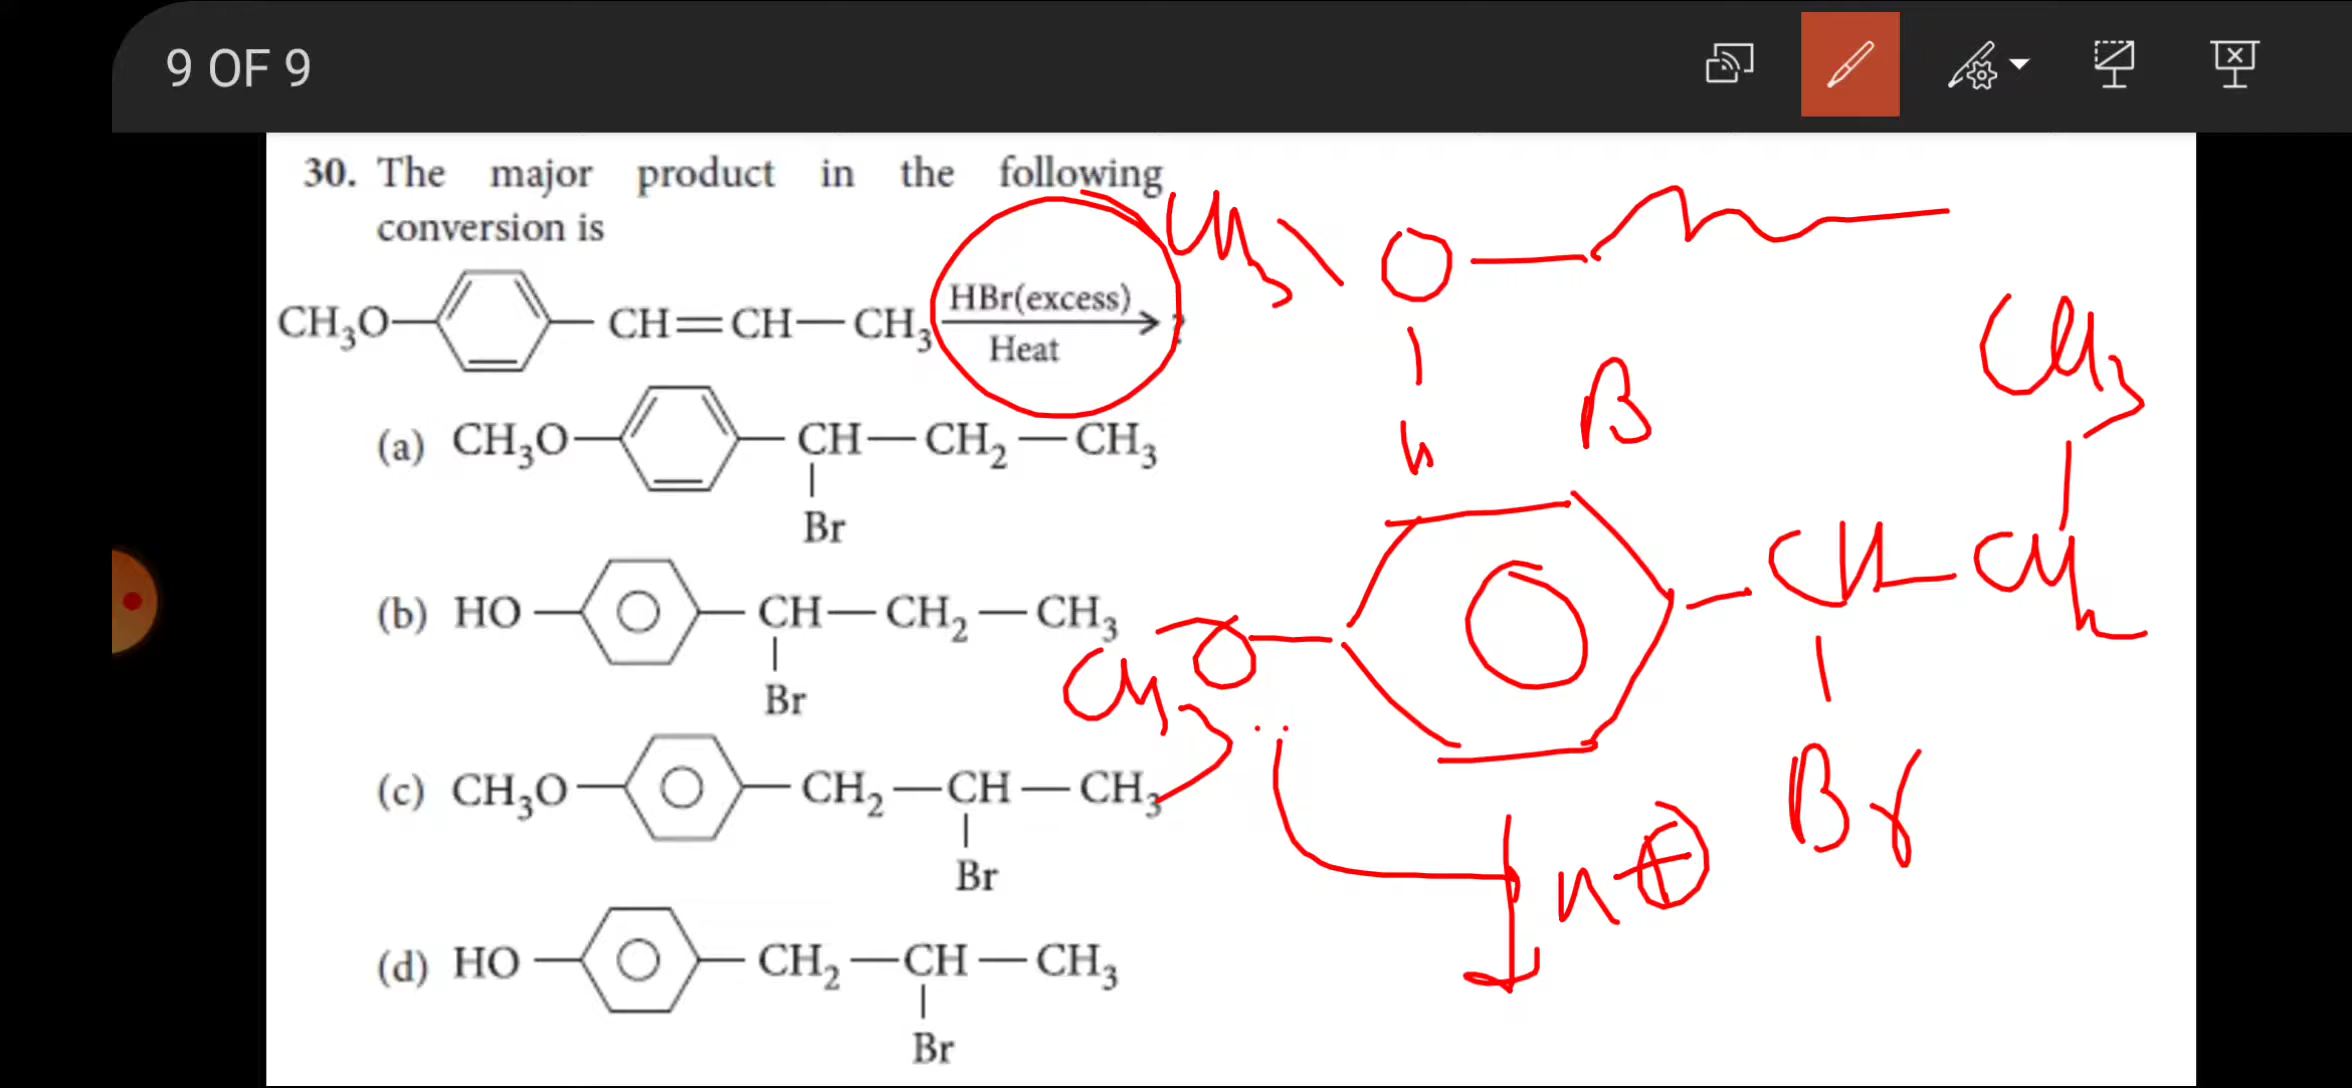 9 OF 9
30. The major product in the following
conversion is
CH₃O CH=CH—CH₃ HBr(excess) Heat ?
(a) CH₃O CH—CH₂—CH₃
Br
(b) HO CH—CH₂—CH₃
Br
(c) CH₃O CH₂—CH—CH₃
Br
(d) HO CH₂—CH—CH₃
Br
CH₃ O
H
B
CH₃
CH₃O CH—CH
Br
H⊕